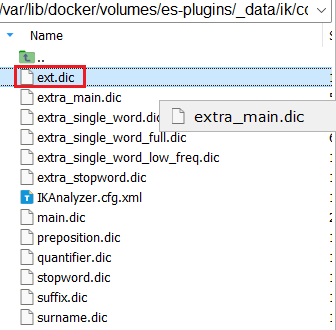 /var/lib/docker/volumes/es-plugins/_data/ik/co
Name
..
ext.dic
extra_main.dic
extra_single_word.dic
extra_main.dic
extra_single_word_full.dic
extra_single_word_low_freq.dic
extra_stopword.dic
IKAnalyzer.cfg.xml
main.dic
preposition.dic
quantifier.dic
stopword.dic
suffix.dic
surname.dic